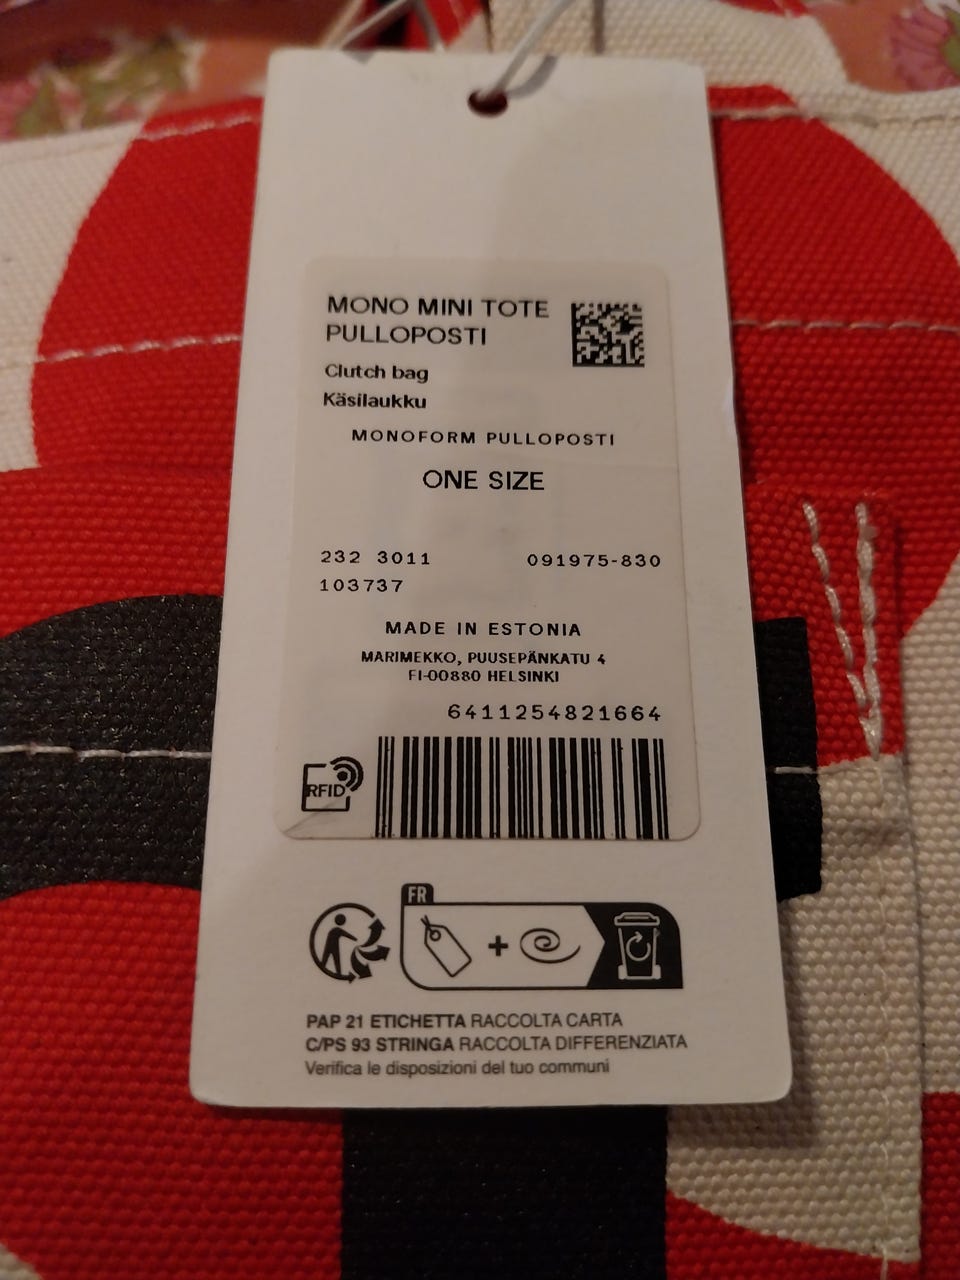 MONO MINI TOTE
PULLOPOSTI
Clutch bag
Käsilaukku
MONOFORM PULLOPOSTI
ONE SIZE
232 3011 091975-830
103737
MADE IN ESTONIA
MARIMEKKO, PUUSEPÄNKATU 4
FI-00880 HELSINKI
6411254821664
RFID
FR
+
PAP 21 ETICHETTA RACCOLTA CARTA
C/PS 93 STRINGA RACCOLTA DIFFERENZIATA
Verifica le disposizioni del tuo communi